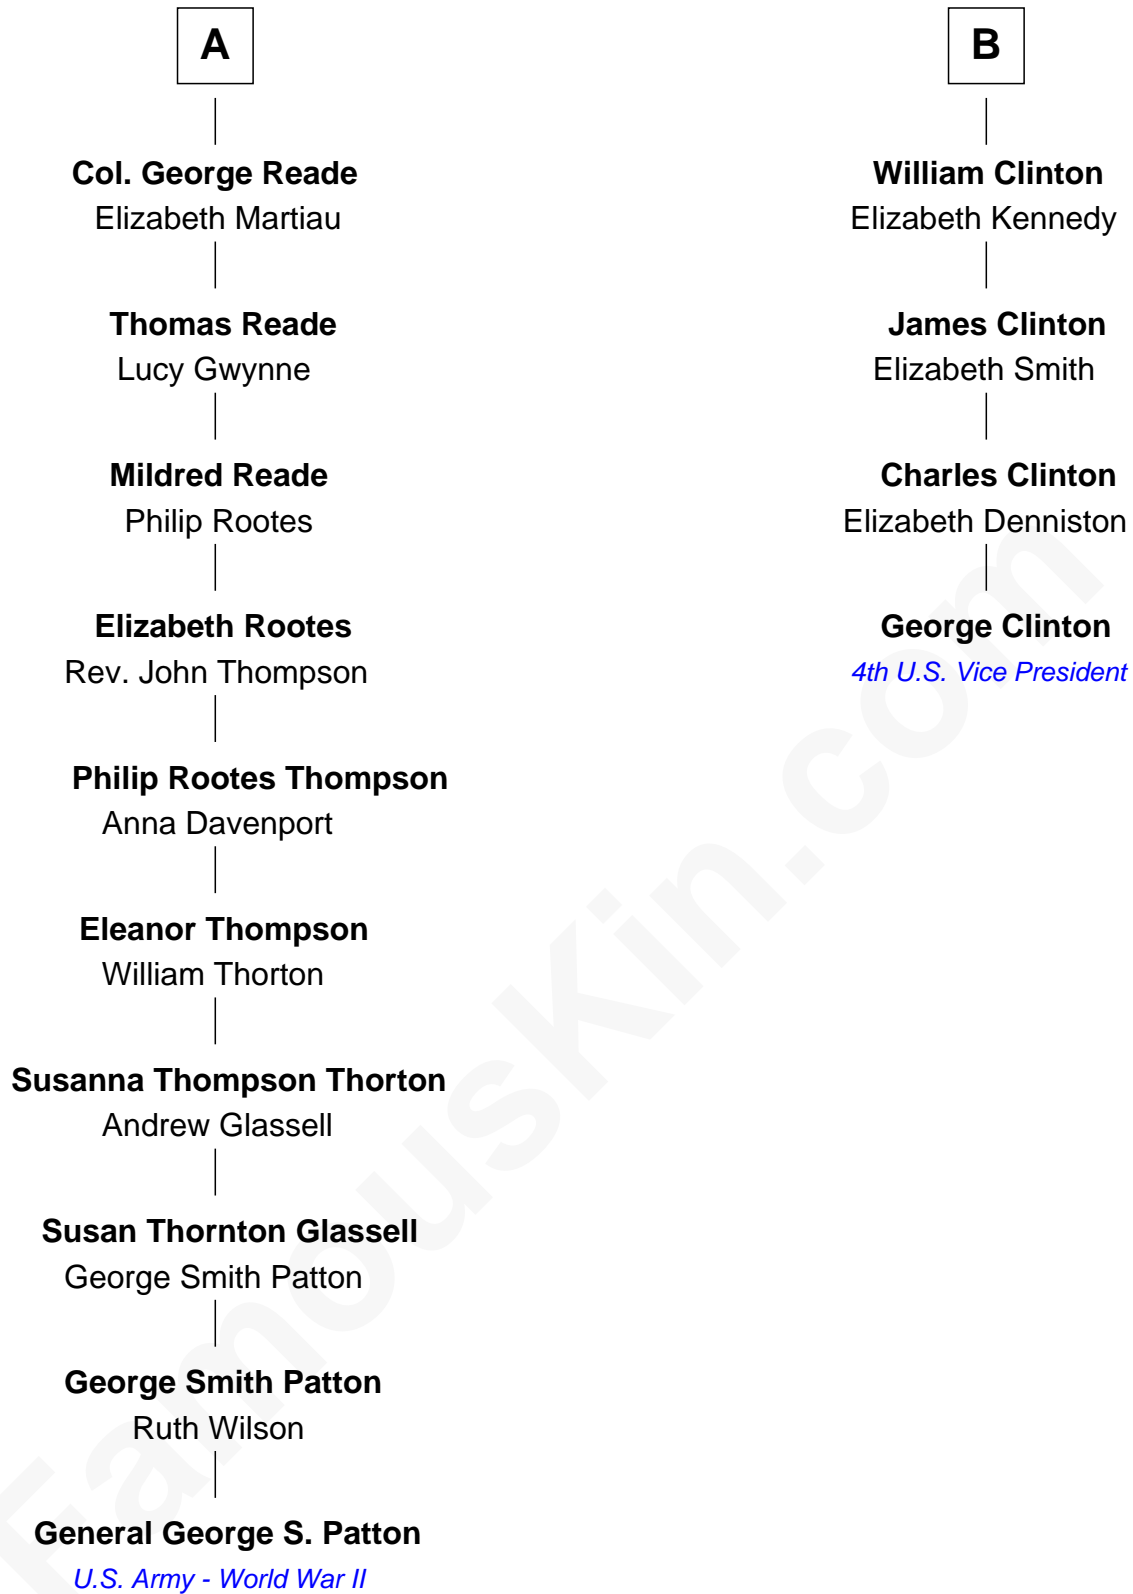 A
Col. George Reade
Elizabeth Martiau
Thomas Reade
Lucy Gwynne
Mildred Reade
Philip Rootes
Elizabeth Rootes
Rev. John Thompson
Philip Rootes Thompson
Anna Davenport
Eleanor Thompson
William Thorton
Susanna Thompson Thorton
Andrew Glassell
Susan Thornton Glassell
George Smith Patton
George Smith Patton
Ruth Wilson
General George S. Patton
U.S. Army - World War II
B
William Clinton
Elizabeth Kennedy
James Clinton
Elizabeth Smith
Charles Clinton
Elizabeth Denniston
George Clinton
4th U.S. Vice President
FamousKin.com